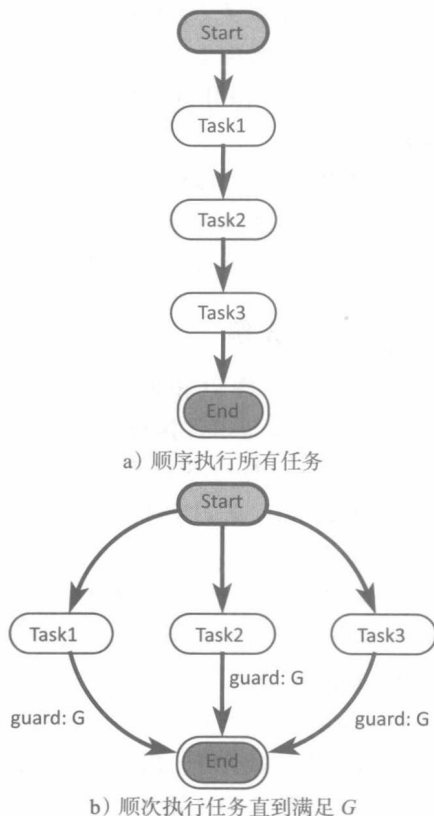 Start
Task1
Task2
Task3
End
a）顺序执行所有任务
Start
Task1
Task2
Task3
guard: G
guard: G
guard: G
End
b）顺次执行任务直到满足 G